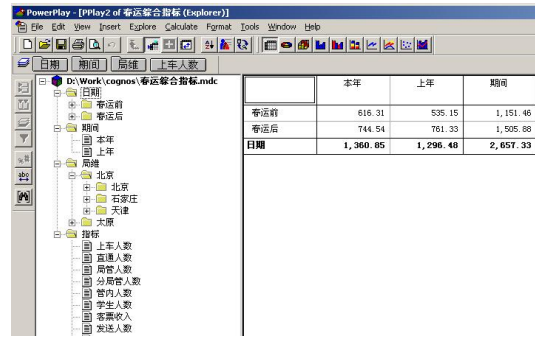 PowerPlay - [PPlay2 of 春运综合指标 (Explorer)]
File Edit View Insert Explore Calculate Format Tools Window Help
日期 期间 局维 上车人数
D:\Work\cognos\春运综合指标.mdc
日期
春运前
春运后
期间
本年
上年
局维
北京
北京
石家庄
天津
太原
指标
上车人数
直通人数
局管人数
分局管人数
管内人数
学生人数
客票收入
发送人数
本年 上年 期间
春运前 616.31 535.15 1,151.46
春运后 744.54 761.33 1,505.88
日期 1,360.85 1,296.48 2,657.33